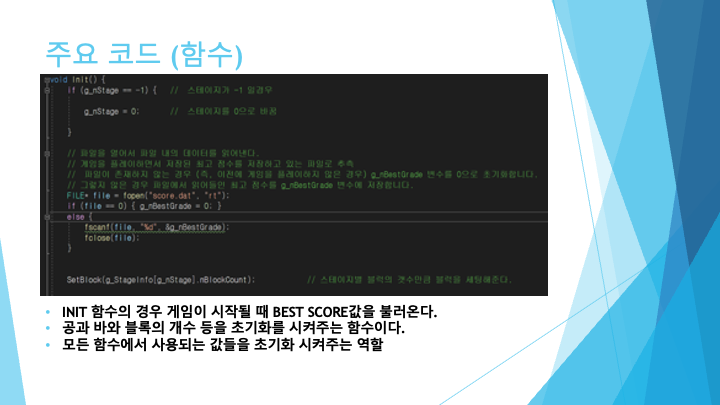 주요 코드 (함수)
void Init() {
if (g_nStage == -1) { // 스테이지가 -1 일경우
g_nStage = 0; // 스테이지를 0으로 바꿈
}
// 파일을 열어서 파일 내의 데이터를 읽어낸다.
// 게임을 플레이하면서 저장된 최고 점수를 저장하고 있는 파일로 추측
// 파일이 존재하지 않는 경우 (즉, 이전에 게임을 플레이하지 않은 경우) g_nBestGrade 변수를 0으로 초기화합니다.
// 그렇지 않은 경우 파일에서 읽어들인 최고 점수를 g_nBestGrade 변수에 저장합니다.
FILE* file = fopen("score.dat", "rt");
if (file == 0) { g_nBestGrade = 0; }
else {
fscanf(file, "%d", &g_nBestGrade);
fclose(file);
}
SetBlock(g_StageInfo[g_nStage].nBlockCount); // 스테이지별 블럭의 갯수만큼 블럭을 세팅해준다.
• INIT 함수의 경우 게임이 시작될 때 BEST SCORE값을 불러온다.
• 공과 바와 블록의 개수 등을 초기화를 시켜주는 함수이다.
• 모든 함수에서 사용되는 값들을 초기화 시켜주는 역할